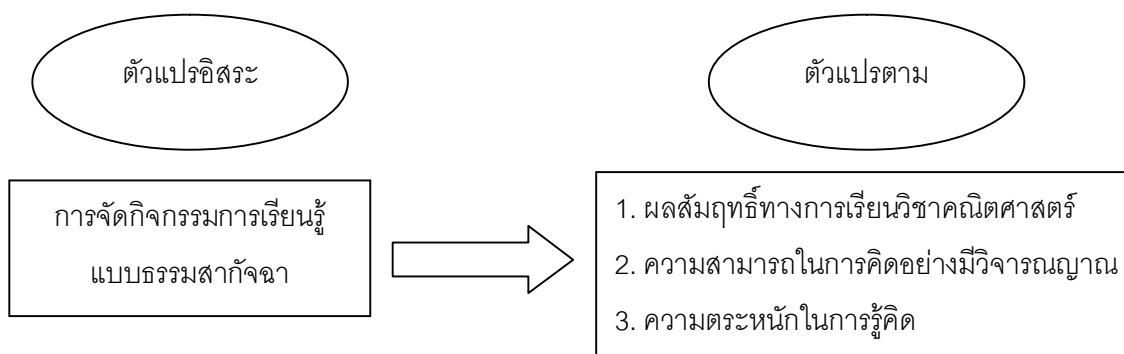 ตัวแปรอิสระ
ตัวแปรตาม
การจัดกิจกรรมการเรียนรู้
แบบธรรมสากัจฉา
1. ผลสัมฤทธิ์ทางการเรียนวิชาคณิตศาสตร์
2. ความสามารถในการคิดอย่างมีวิจารณญาณ
3. ความตระหนักในการรู้คิด